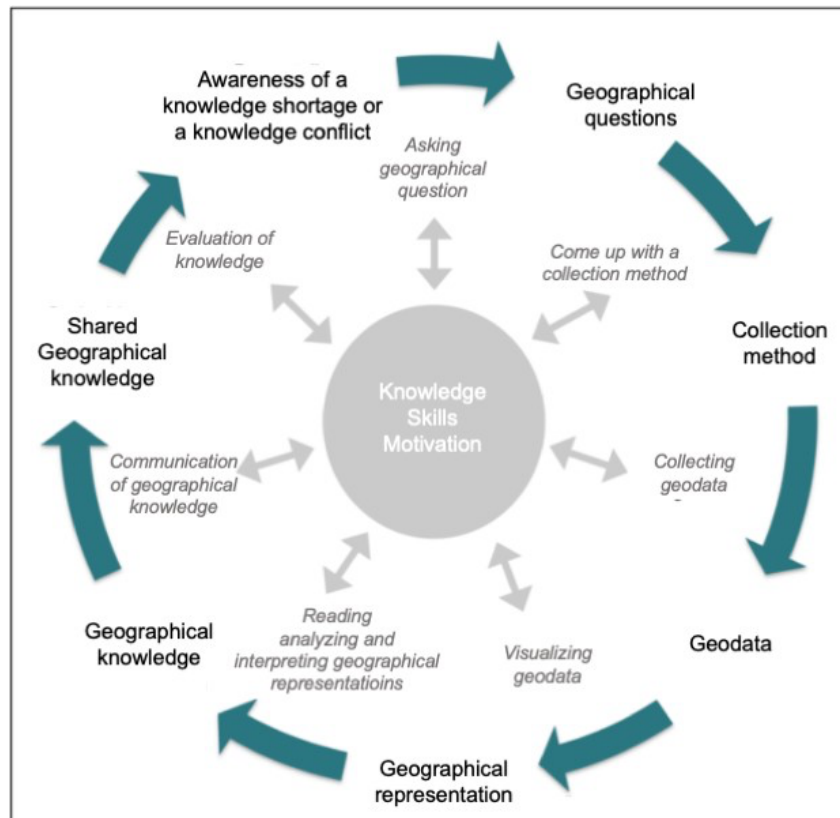 Awareness of a
knowledge shortage or
a knowledge conflict
Geographical
questions
Asking
geographical
question
Evaluation of
knowledge
Come up with a
collection method
Shared
Geographical
knowledge
Collection
method
Knowledge
Skills
Motivation
Communication
of geographical
knowledge
Collecting
geodata
Geographical
knowledge
Reading
analyzing and
interpreting geographical
representatioins
Visualizing
geodata
Geodata
Geographical
representation